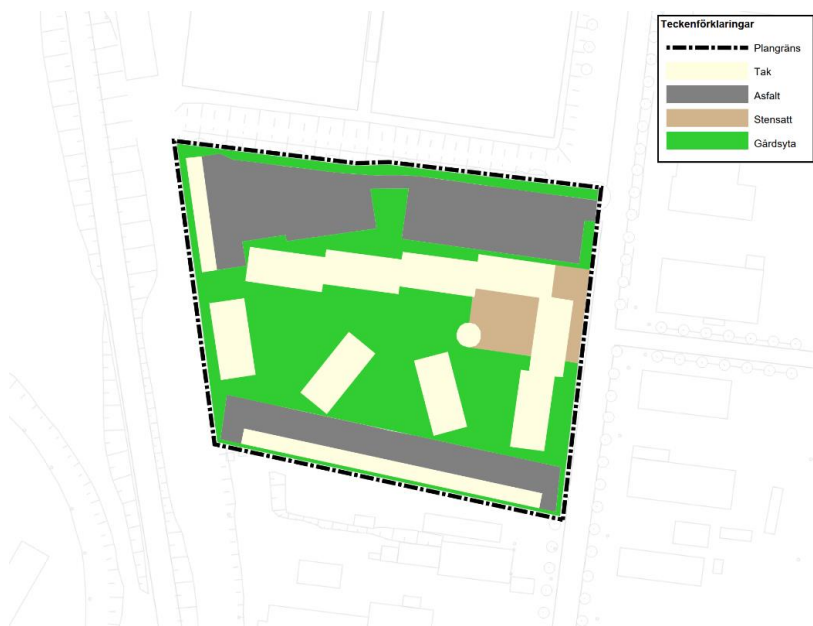 Teckenförklaringar
Plangräns
Tak
Asfalt
Stensatt
Gårdsyta